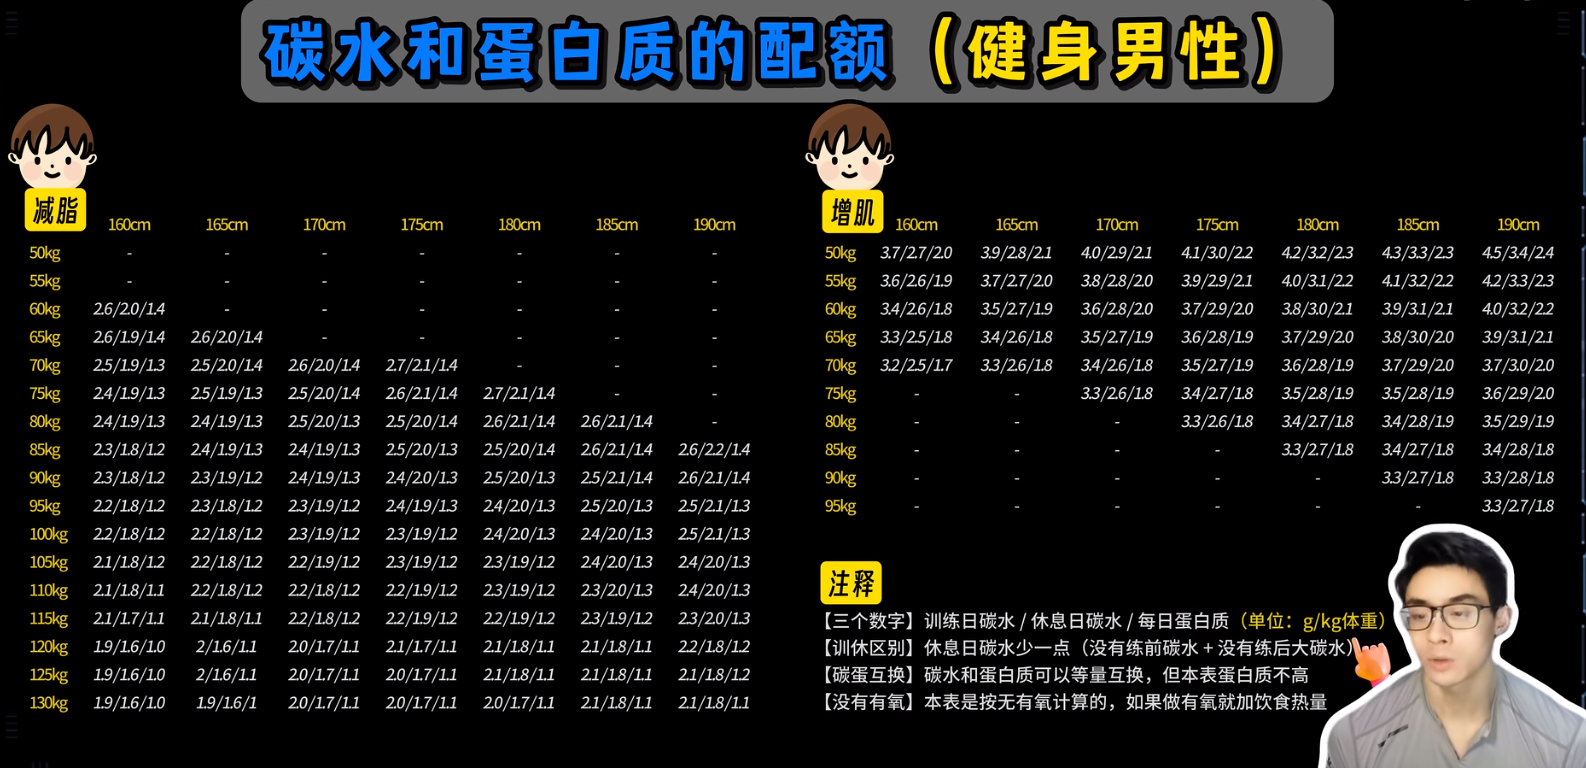 碳水和蛋白质的配额（健身男性）
减脂 160cm 165cm 170cm 175cm 180cm 185cm 190cm
50kg - - - - - - -
55kg - - - - - - -
60kg 2.6/2.0/1.4 - - - - - -
65kg 2.6/1.9/1.4 2.6/2.0/1.4 - - - - -
70kg 2.5/1.9/1.3 2.5/2.0/1.4 2.6/2.0/1.4 2.7/2.1/1.4 - - -
75kg 2.4/1.9/1.3 2.5/1.9/1.3 2.5/2.0/1.4 2.6/2.1/1.4 2.7/2.1/1.4 - -
80kg 2.4/1.9/1.3 2.4/1.9/1.3 2.5/2.0/1.3 2.5/2.0/1.4 2.6/2.1/1.4 2.6/2.1/1.4 -
85kg 2.3/1.8/1.2 2.4/1.9/1.3 2.4/1.9/1.3 2.5/2.0/1.3 2.5/2.0/1.4 2.6/2.1/1.4 2.6/2.2/1.4
90kg 2.3/1.8/1.2 2.3/1.9/1.2 2.4/1.9/1.3 2.4/2.0/1.3 2.5/2.0/1.3 2.5/2.1/1.4 2.6/2.1/1.4
95kg 2.2/1.8/1.2 2.3/1.8/1.2 2.3/1.9/1.2 2.4/1.9/1.3 2.4/2.0/1.3 2.5/2.0/1.3 2.5/2.1/1.3
100kg 2.2/1.8/1.2 2.2/1.8/1.2 2.3/1.9/1.2 2.3/1.9/1.3 2.4/2.0/1.3 2.4/2.0/1.3 2.5/2.1/1.3
105kg 2.1/1.8/1.2 2.2/1.8/1.2 2.2/1.9/1.2 2.3/1.9/1.2 2.3/1.9/1.2 2.4/2.0/1.3 2.4/2.0/1.3
110kg 2.1/1.8/1.1 2.2/1.8/1.2 2.2/1.8/1.2 2.2/1.9/1.2 2.3/1.9/1.2 2.3/2.0/1.3 2.4/2.0/1.3
115kg 2.1/1.7/1.1 2.1/1.8/1.1 2.2/1.8/1.2 2.2/1.9/1.2 2.2/1.9/1.2 2.3/1.9/1.2 2.3/2.0/1.3
120kg 1.9/1.6/1.0 2/1.6/1.1 2.0/1.7/1.1 2.1/1.7/1.1 2.1/1.8/1.1 2.1/1.8/1.1 2.2/1.8/1.2
125kg 1.9/1.6/1.0 2/1.6/1.1 2.0/1.7/1.1 2.0/1.7/1.1 2.1/1.8/1.1 2.1/1.8/1.1 2.1/1.8/1.2
130kg 1.9/1.6/1.0 1.9/1.6/1 2.0/1.7/1.1 2.0/1.7/1.1 2.0/1.7/1.1 2.1/1.8/1.1 2.1/1.8/1.1
增肌 160cm 165cm 170cm 175cm 180cm 185cm 190cm
50kg 3.7/2.7/2.0 3.9/2.8/2.1 4.0/2.9/2.1 4.1/3.0/2.2 4.2/3.2/2.3 4.3/3.3/2.3 4.5/3.4/2.4
55kg 3.6/2.6/1.9 3.7/2.7/2.0 3.8/2.8/2.0 3.9/2.9/2.1 4.0/3.1/2.2 4.1/3.2/2.2 4.2/3.3/2.3
60kg 3.4/2.6/1.8 3.5/2.7/1.9 3.6/2.8/2.0 3.7/2.9/2.0 3.8/3.0/2.1 3.9/3.1/2.1 4.0/3.2/2.2
65kg 3.3/2.5/1.8 3.4/2.6/1.8 3.5/2.7/1.9 3.6/2.8/1.9 3.7/2.9/2.0 3.8/3.0/2.0 3.9/3.1/2.1
70kg 3.2/2.5/1.7 3.3/2.6/1.8 3.4/2.6/1.8 3.5/2.7/1.9 3.6/2.8/1.9 3.7/2.9/2.0 3.7/3.0/2.0
75kg - - 3.3/2.6/1.8 3.4/2.7/1.8 3.5/2.8/1.9 3.5/2.8/1.9 3.6/2.9/2.0
80kg - - - 3.3/2.6/1.8 3.4/2.7/1.8 3.4/2.8/1.9 3.5/2.9/1.9
85kg - - - - 3.3/2.7/1.8 3.4/2.7/1.8 3.4/2.8/1.8
90kg - - - - - 3.3/2.7/1.8 3.3/2.8/1.8
95kg - - - - - - 3.3/2.7/1.8
注释
【三个数字】训练日碳水 / 休息日碳水 / 每日蛋白质（单位：g/kg体重）
【训休区别】休息日碳水少一点（没有练前碳水 + 没有练后大碳水）
【碳蛋互换】碳水和蛋白质可以等量互换，但本表蛋白质不高
【没有有氧】本表是按无有氧计算的，如果做有氧就加饮食热量